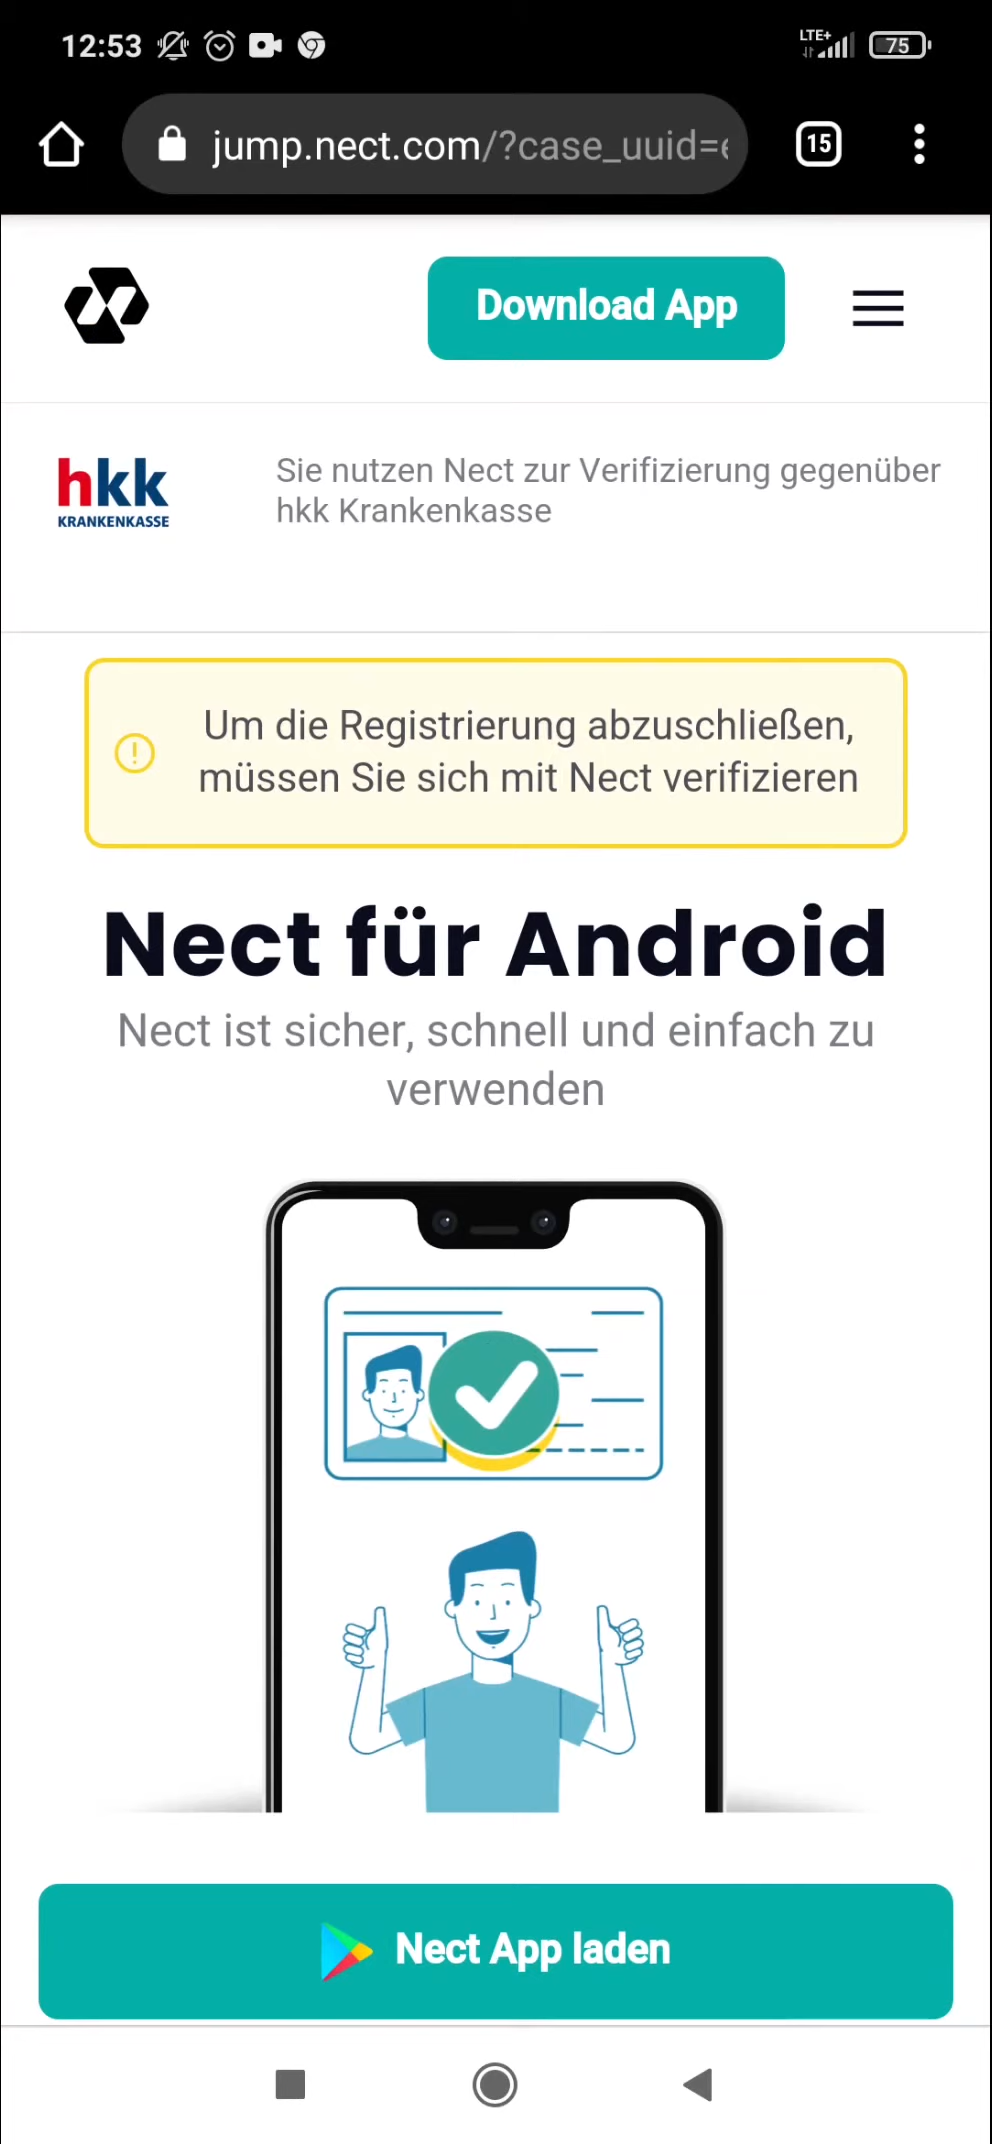 12:53
LTE+
75
jump.nect.com/?case_uuid=
15
Download App
hkk
KRANKENKASSE
Sie nutzen Nect zur Verifizierung gegenüber
hkk Krankenkasse
Um die Registrierung abzuschließen,
müssen Sie sich mit Nect verifizieren
Nect für Android
Nect ist sicher, schnell und einfach zu
verwenden
Nect App laden